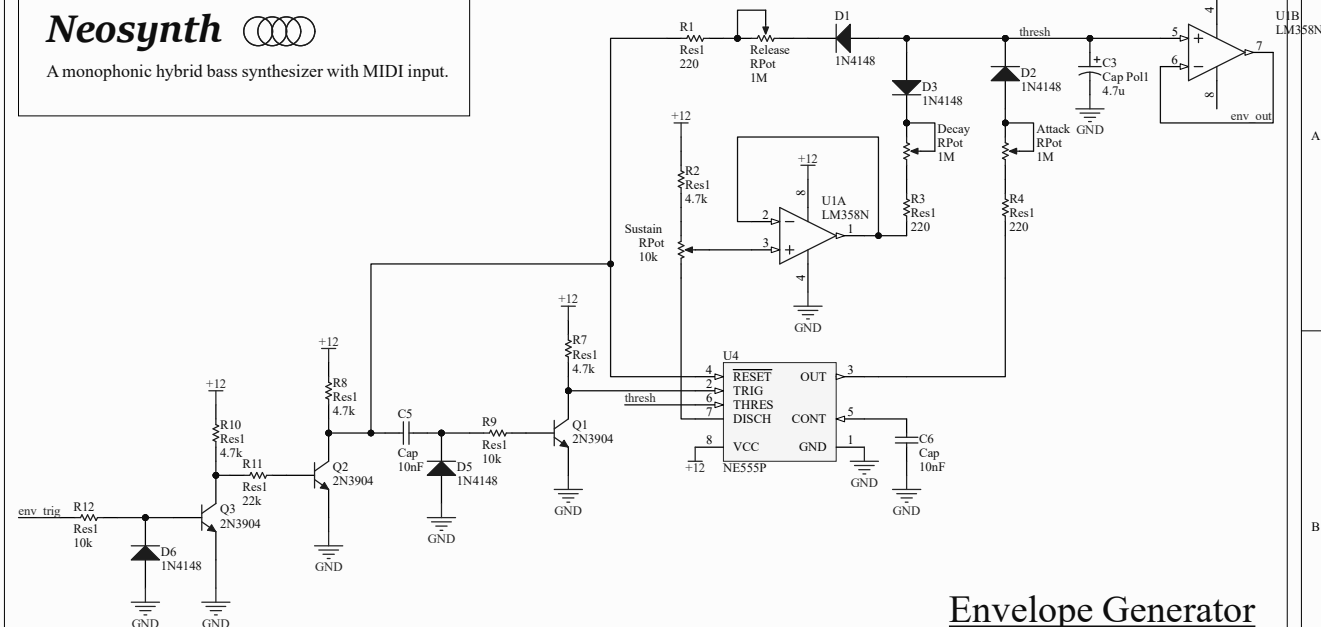 Neosynth
A monophonic hybrid bass synthesizer with MIDI input.
R1
Res1
220
Release
RPot
1M
D1
1N4148
thresh
D3
1N4148
D2
1N4148
+
C3
Cap Pol1
4.7u
GND
4
5
+
6
−
7
8
U1B
LM358N
env out
A
Decay
RPot
1M
Attack
RPot
1M
R3
Res1
220
R4
Res1
220
+12
R2
Res1
4.7k
Sustain
RPot
10k
+12
8
U1A
LM358N
2
−
3
+
1
4
GND
+12
R7
Res1
4.7k
U4
4
RESET
OUT
3
2
TRIG
thresh
6
THRES
7
DISCH
CONT
5
8
VCC
GND
1
+12
NE555P
GND
C6
Cap
10nF
GND
+12
R8
Res1
4.7k
C5
Cap
10nF
R9
Res1
10k
Q1
2N3904
GND
D5
1N4148
GND
+12
R10
Res1
4.7k
R11
Res1
22k
Q2
2N3904
GND
env trig
R12
Res1
10k
Q3
2N3904
D6
1N4148
GND
GND
B
Envelope Generator